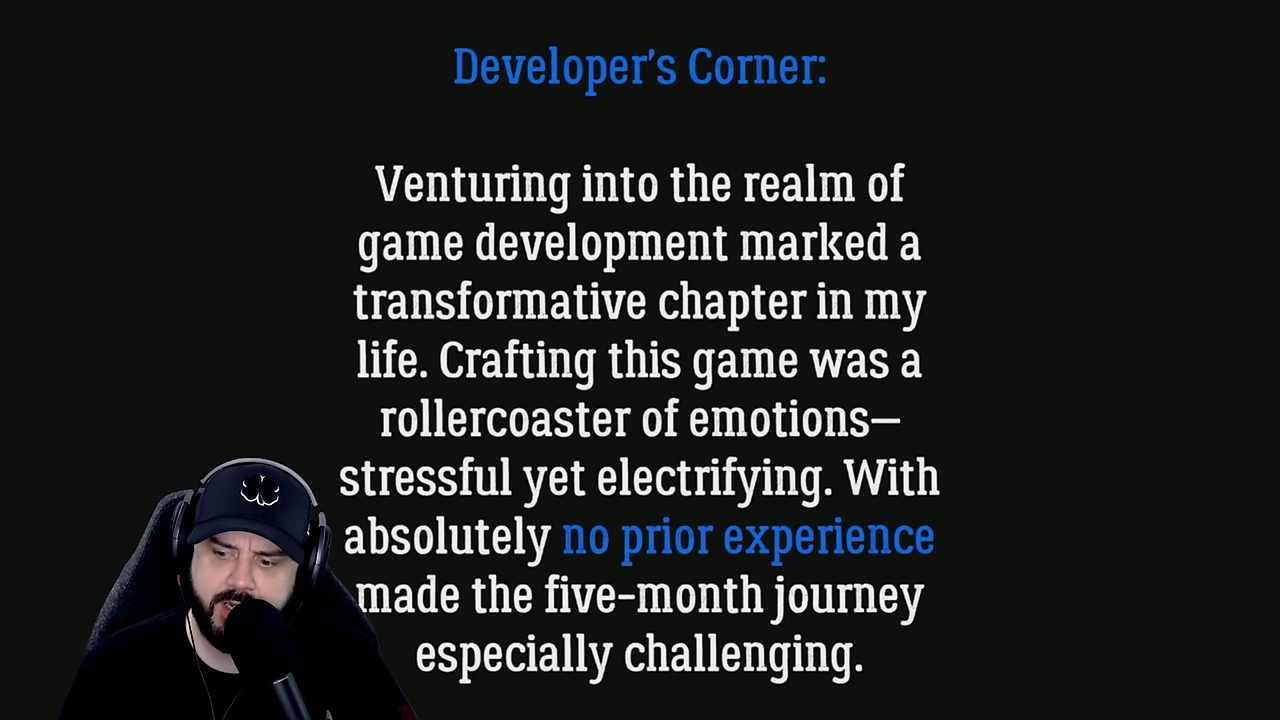 Developer's Corner:
Venturing into the realm of
game development marked a
transformative chapter in my
life. Crafting this game was a
rollercoaster of emotions—
stressful yet electrifying. With
absolutely no prior experience
made the five-month journey
especially challenging.